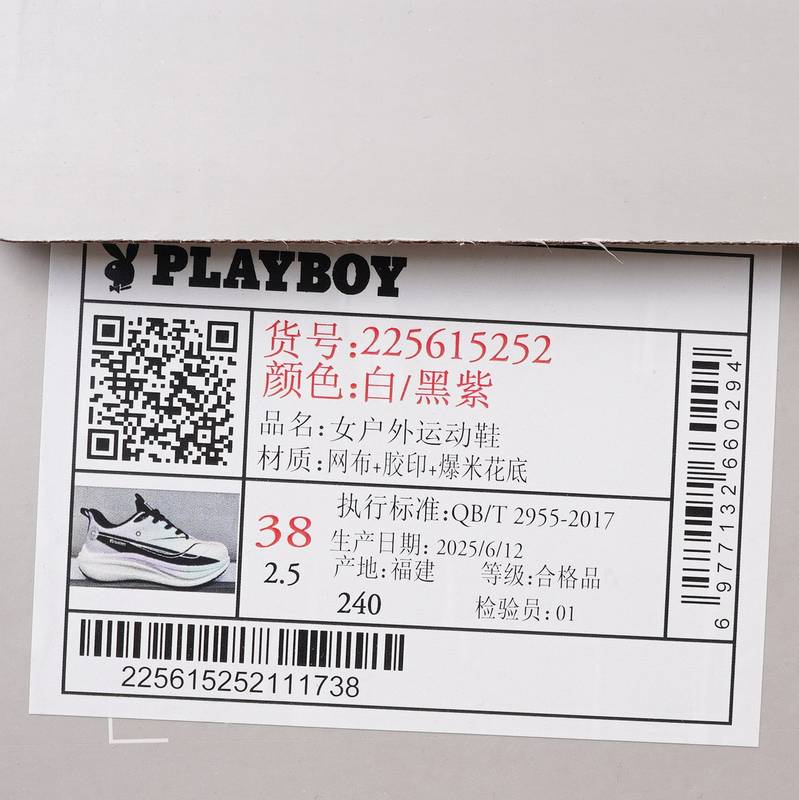 PLAYBOY
货号:225615252
颜色:白/黑紫
品名:女户外运动鞋
材质:网布+胶印+爆米花底
38
2.5
240
执行标准:QB/T 2955-2017
生产日期: 2025/6/12
产地:福建 等级:合格品
检验员: 01
6 977132 660294
225615252111738